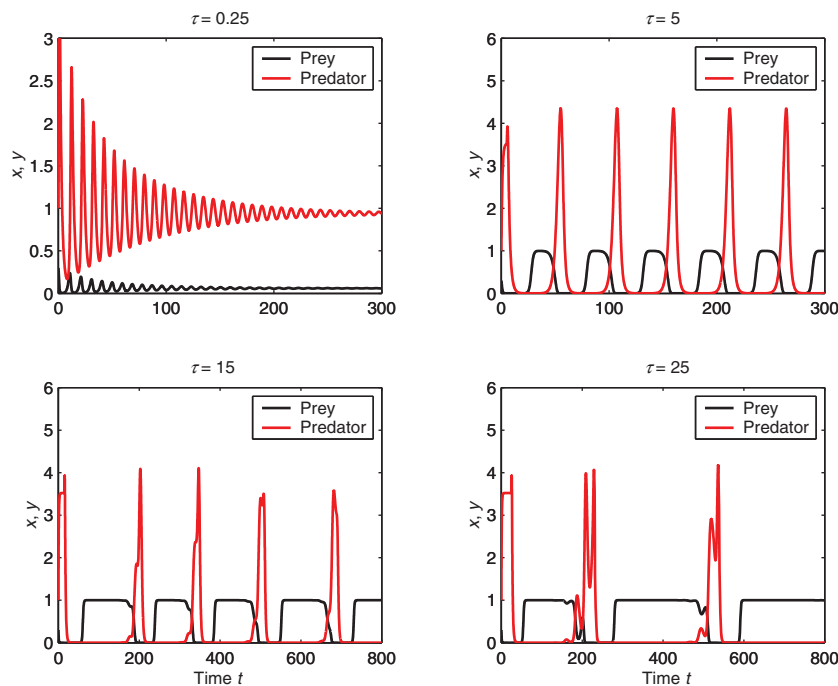 τ = 0.25
3
2.5
2
1.5
1
0.5
0
x, y
0
100
200
300
Prey
Predator
τ = 5
6
5
4
3
2
1
0
x, y
0
100
200
300
Prey
Predator
τ = 15
6
5
4
3
2
1
0
x, y
0
200
400
600
800
Time t
Prey
Predator
τ = 25
6
5
4
3
2
1
0
x, y
0
200
400
600
800
Time t
Prey
Predator